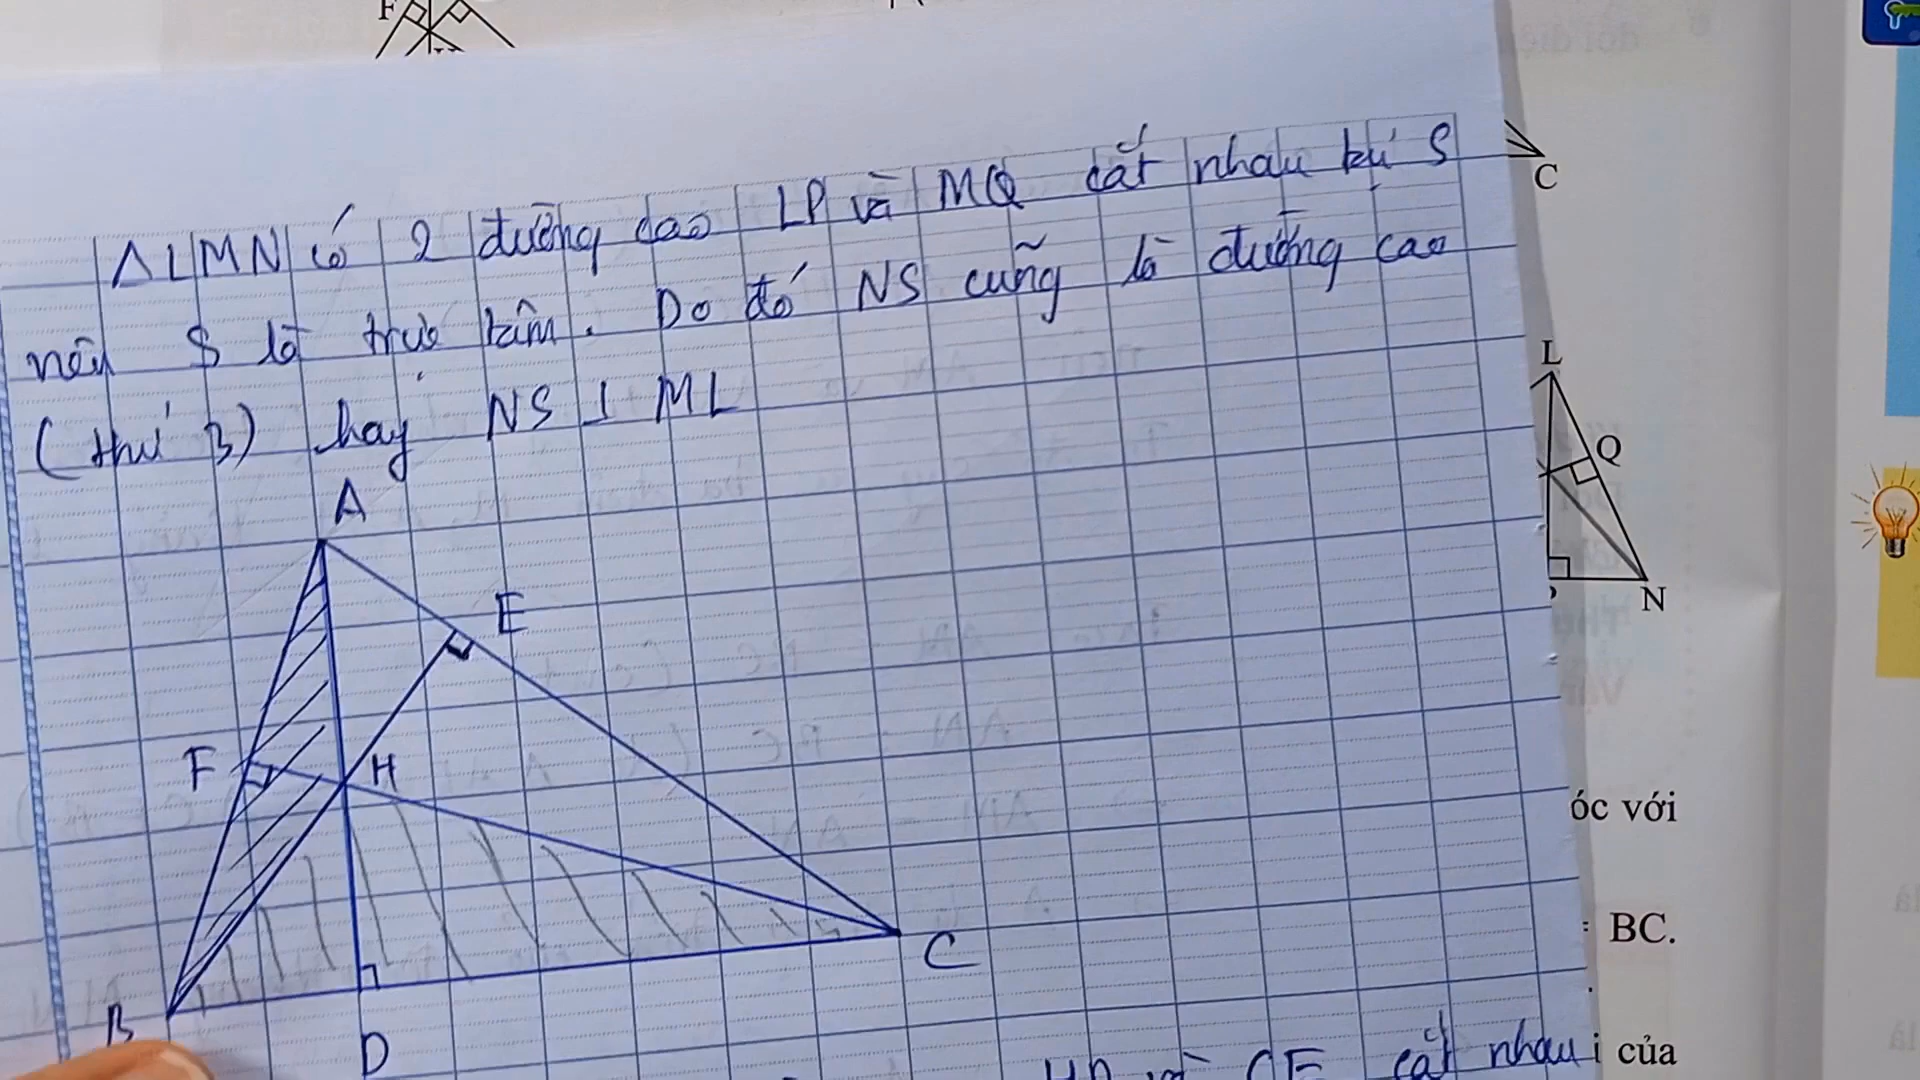 F
C
ΔLMN có 2 đường cao LP và MQ cắt nhau tại S
nên S là trực tâm. Do đó NS cũng là đường cao
(thứ 3) hay NS ⊥ ML
L
Q
N
A
E
F
H
B
D
C
óc với
= BC.
cắt nhau
i của